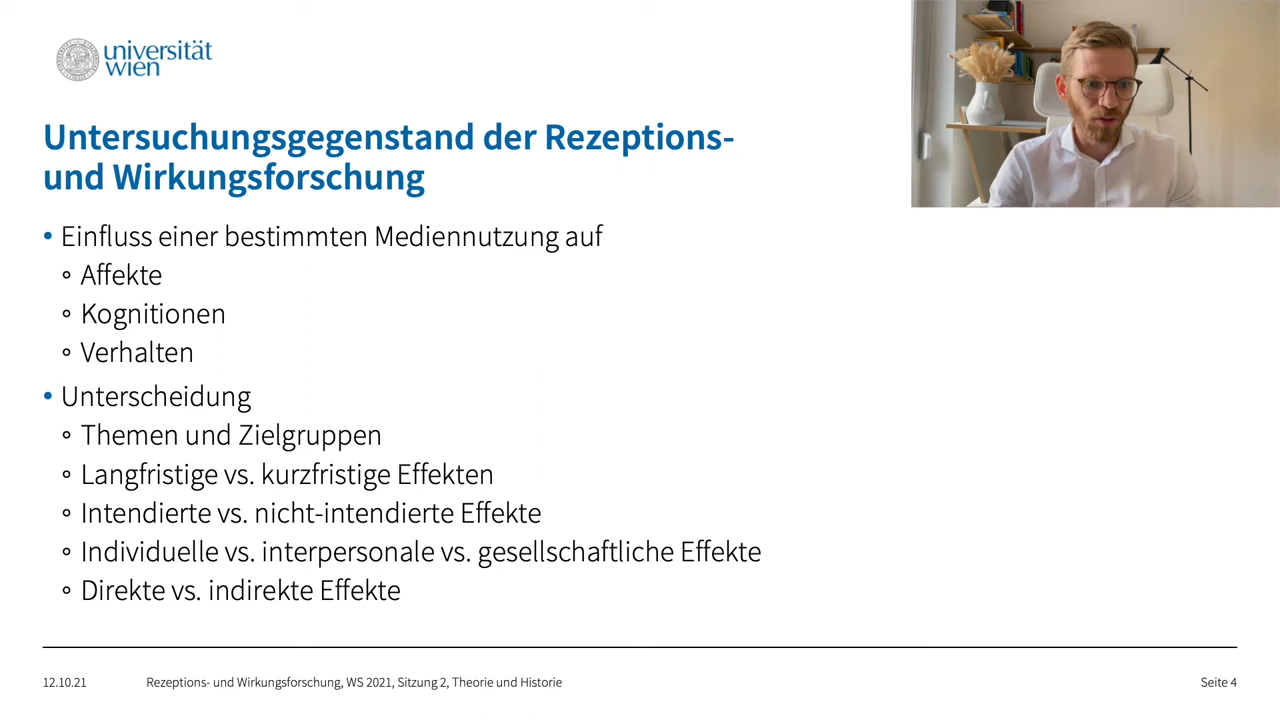 universität
wien
Untersuchungsgegenstand der Rezeptions-
und Wirkungsforschung
• Einfluss einer bestimmten Mediennutzung auf
◦ Affekte
◦ Kognitionen
◦ Verhalten
• Unterscheidung
◦ Themen und Zielgruppen
◦ Langfristige vs. kurzfristige Effekten
◦ Intendierte vs. nicht-intendierte Effekte
◦ Individuelle vs. interpersonale vs. gesellschaftliche Effekte
◦ Direkte vs. indirekte Effekte
12.10.21 Rezeptions- und Wirkungsforschung, WS 2021, Sitzung 2, Theorie und Historie Seite 4